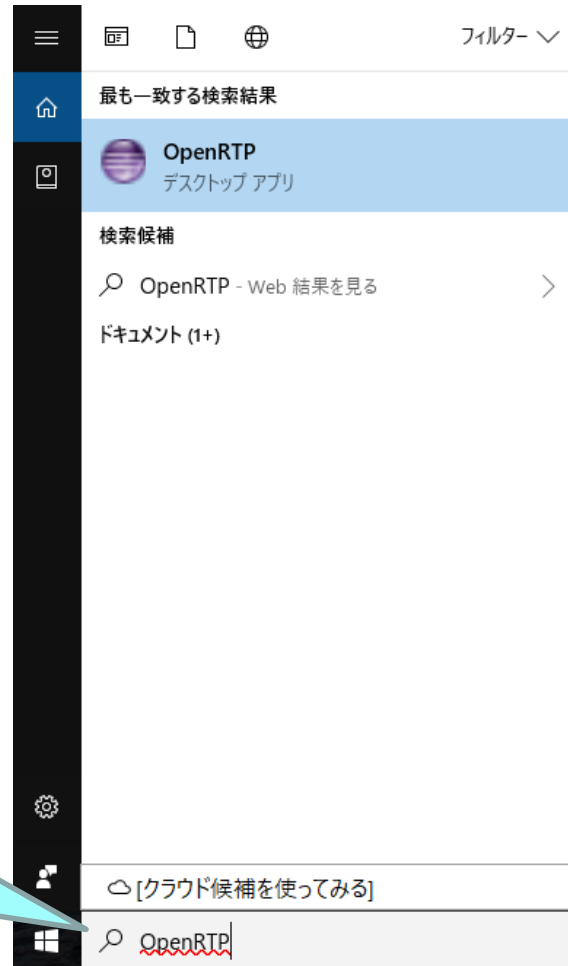 フィルター
最も一致する検索結果
OpenRTP
デスクトップ アプリ
検索候補
OpenRTP - Web 結果を見る
ドキュメント (1+)
[クラウド候補を使ってみる]
OpenRTP